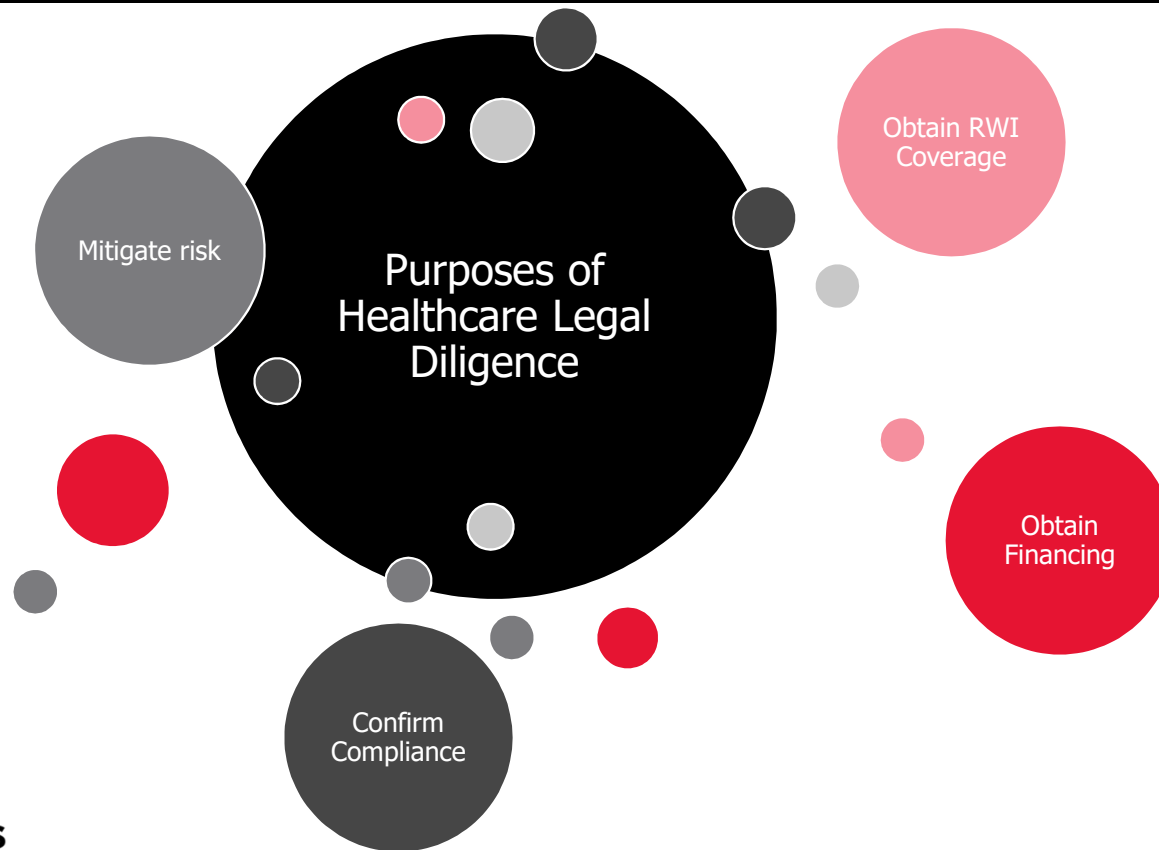 Obtain RWI
Coverage
Mitigate risk
Purposes of
Healthcare Legal
Diligence
Obtain
Financing
Confirm
Compliance
s